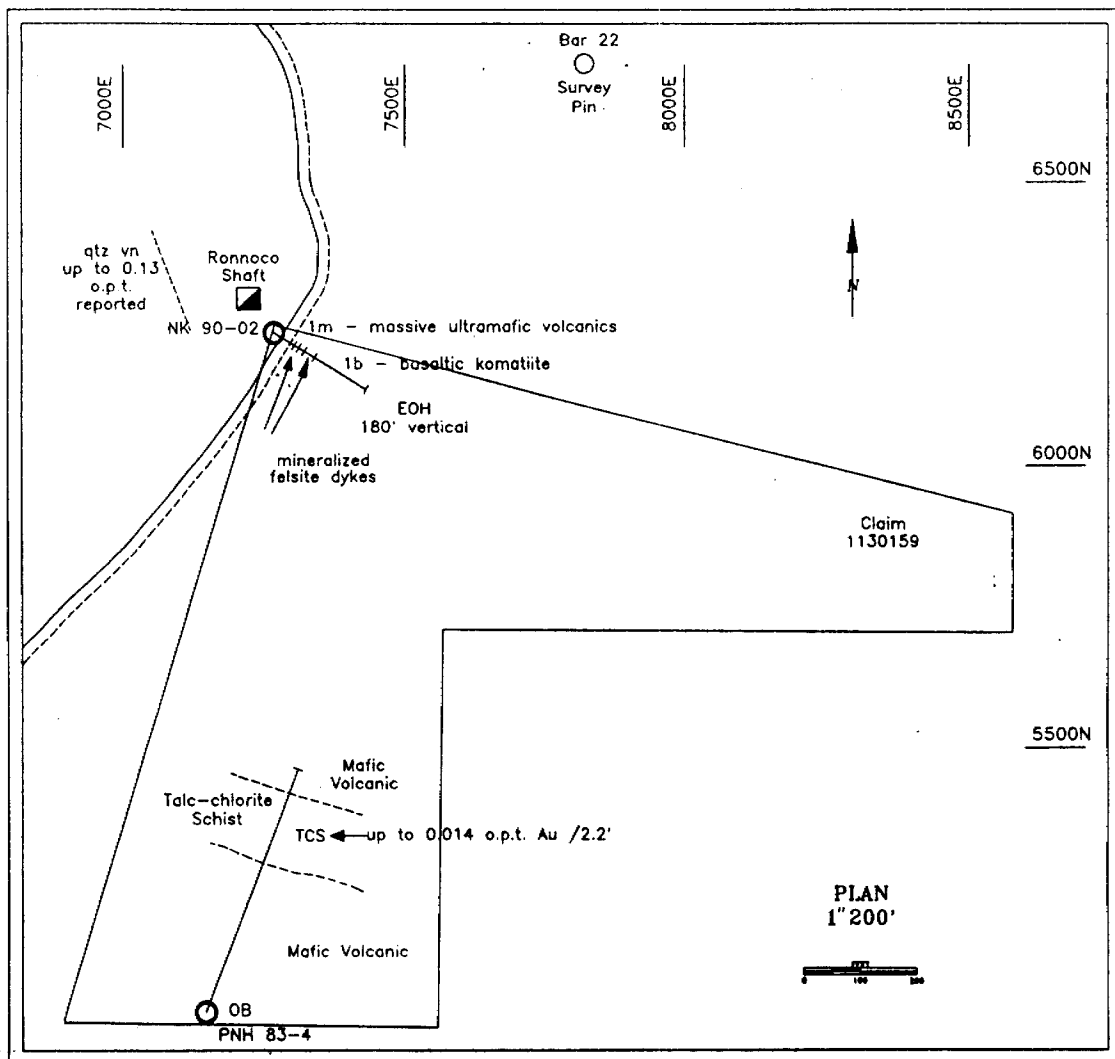 Bar 22
Survey
Pin
7000E
7500E
8000E
8500E
6500N
qtz vn
up to 0.13
o.p.t.
reported
Ronnoco
Shaft
N
NK 90-02
1m - massive ultramafic volcanics
1b - basaltic komatiite
EOH
180' vertical
mineralized
felsite dykes
6000N
Claim
1130159
5500N
Mafic
Volcanic
Talc-chlorite
Schist
TCS
up to 0.014 o.p.t. Au /2.2'
PLAN
1"200'
Mafic Volcanic
0 100 200
OB
PNH 83-4